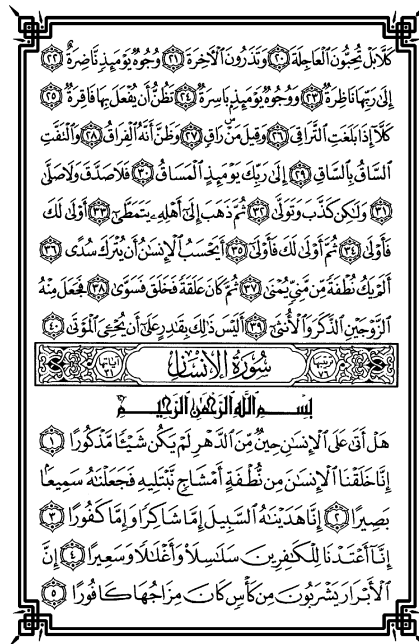 كَلَّا بَلْ تُحِبُّونَ ٱلْعَاجِلَةَ ٢٠ وَتَذَرُونَ ٱلْأٓخِرَةَ ٢١ وُجُوهٌ يَوْمَئِذٍ نَّاضِرَةٌ ٢٢
إِلَىٰ رَبِّهَا نَاظِرَةٌ ٢٣ وَوُجُوهٌ يَوْمَئِذٍۭ بَاسِرَةٌ ٢٤ تَظُنُّ أَن يُفْعَلَ بِهَا فَاقِرَةٌ ٢٥
كَلَّآ إِذَا بَلَغَتِ ٱلتَّرَاقِيَ ٢٦ وَقِيلَ مَنْۜ رَاقٍ ٢٧ وَظَنَّ أَنَّهُ ٱلْفِرَاقُ ٢٨ وَٱلْتَفَّتِ
ٱلسَّاقُ بِٱلسَّاقِ ٢٩ إِلَىٰ رَبِّكَ يَوْمَئِذٍ ٱلْمَسَاقُ ٣٠ فَلَا صَدَّقَ وَلَا صَلَّىٰ
٣١ وَلَٰكِن كَذَّبَ وَتَوَلَّىٰ ٣٢ ثُمَّ ذَهَبَ إِلَىٰٓ أَهْلِهِۦ يَتَمَطَّىٰٓ ٣٣ أَوْلَىٰ لَكَ
فَأَوْلَىٰ ٣٤ ثُمَّ أَوْلَىٰ لَكَ فَأَوْلَىٰٓ ٣٥ أَيَحْسَبُ ٱلْإِنسَٰنُ أَن يُتْرَكَ سُدًى ٣٦
أَلَمْ يَكُ نُطْفَةً مِّن مَّنِىٍّ يُمْنَىٰ ٣٧ ثُمَّ كَانَ عَلَقَةً فَخَلَقَ فَسَوَّىٰ ٣٨ فَجَعَلَ مِنْهُ
ٱلزَّوْجَيْنِ ٱلذَّكَرَ وَٱلْأُنثَىٰٓ ٣٩ أَلَيْسَ ذَٰلِكَ بِقَٰدِرٍ عَلَىٰٓ أَن يُحْۦِىَ ٱلْمَوْتَىٰ ٤٠
ترتيبها ٧٦ سُورَةُ الإِنسَانِ آياتها ٣١
بِسْمِ ٱللَّهِ ٱلرَّحْمَٰنِ ٱلرَّحِيمِ
هَلْ أَتَىٰ عَلَى ٱلْإِنسَٰنِ حِينٌ مِّنَ ٱلدَّهْرِ لَمْ يَكُن شَيْـًٔا مَّذْكُورًا ١
إِنَّا خَلَقْنَا ٱلْإِنسَٰنَ مِن نُّطْفَةٍ أَمْشَاجٍ نَّبْتَلِيهِ فَجَعَلْنَٰهُ سَمِيعًۢا
بَصِيرًا ٢ إِنَّا هَدَيْنَٰهُ ٱلسَّبِيلَ إِمَّا شَاكِرًا وَإِمَّا كَفُورًا ٣
إِنَّآ أَعْتَدْنَا لِلْكَٰفِرِينَ سَلَٰسِلَا۟ وَأَغْلَٰلًا وَسَعِيرًا ٤ إِنَّ
ٱلْأَبْرَارَ يَشْرَبُونَ مِن كَأْسٍ كَانَ مِزَاجُهَا كَافُورًا ٥